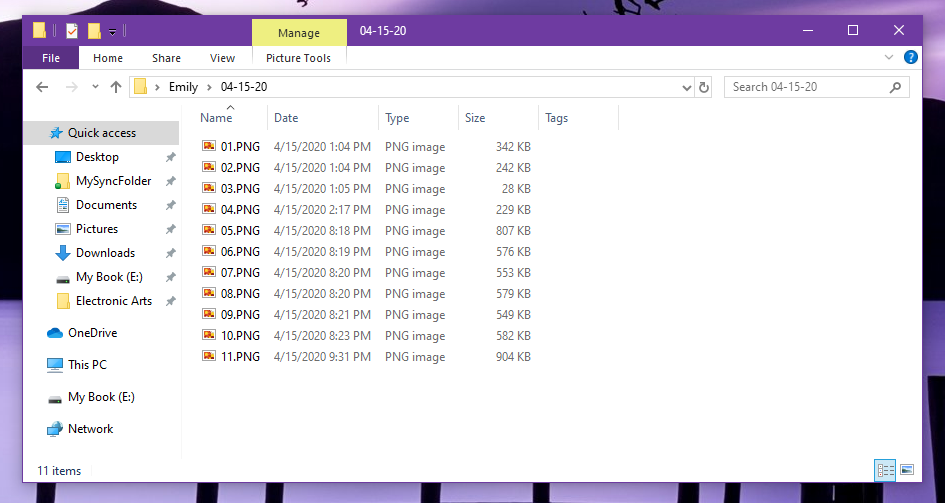 Manage
04-15-20
File
Home
Share
View
Picture Tools
?
Emily
04-15-20
Search 04-15-20
Name
Date
Type
Size
Tags
Quick access
Desktop
MySyncFolder
Documents
Pictures
Downloads
My Book (E:)
Electronic Arts
OneDrive
This PC
My Book (E:)
Network
01.PNG 4/15/2020 1:04 PM PNG image 342 KB
02.PNG 4/15/2020 1:04 PM PNG image 242 KB
03.PNG 4/15/2020 1:05 PM PNG image 28 KB
04.PNG 4/15/2020 2:17 PM PNG image 229 KB
05.PNG 4/15/2020 8:18 PM PNG image 807 KB
06.PNG 4/15/2020 8:19 PM PNG image 576 KB
07.PNG 4/15/2020 8:20 PM PNG image 553 KB
08.PNG 4/15/2020 8:20 PM PNG image 579 KB
09.PNG 4/15/2020 8:21 PM PNG image 549 KB
10.PNG 4/15/2020 8:23 PM PNG image 582 KB
11.PNG 4/15/2020 9:31 PM PNG image 904 KB
11 items